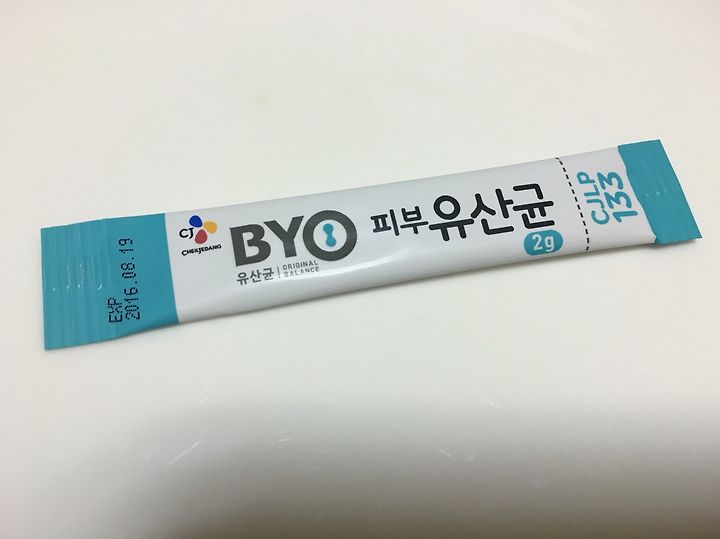 EXP
2016.08.19
CJ
CHEILJEDANG
BYO
유산균 | ORIGINAL BALANCE
피부유산균
2g
CJLP
133